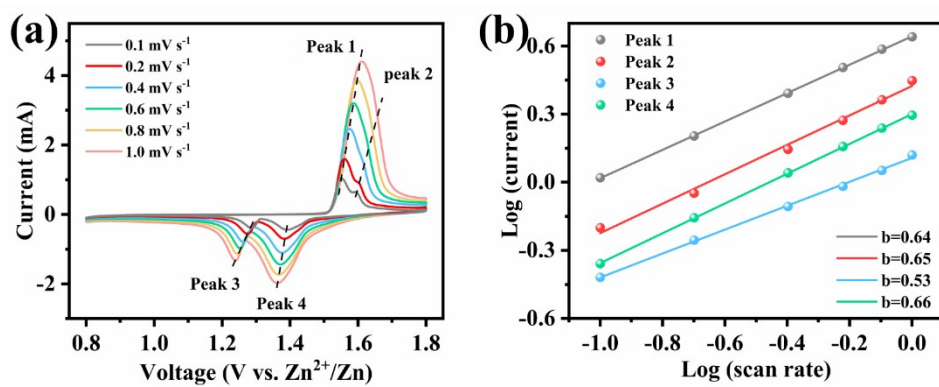 (a)
0.1 mV s⁻¹
0.2 mV s⁻¹
0.4 mV s⁻¹
0.6 mV s⁻¹
0.8 mV s⁻¹
1.0 mV s⁻¹
Peak 1
peak 2
Peak 3
Peak 4
Current (mA)
4
2
0
-2
0.8
1.0
1.2
1.4
1.6
1.8
Voltage (V vs. Zn²⁺/Zn)
(b)
Peak 1
Peak 2
Peak 3
Peak 4
b=0.64
b=0.65
b=0.53
b=0.66
Log (current)
0.6
0.3
0.0
-0.3
-0.6
-1.0
-0.8
-0.6
-0.4
-0.2
0.0
Log (scan rate)